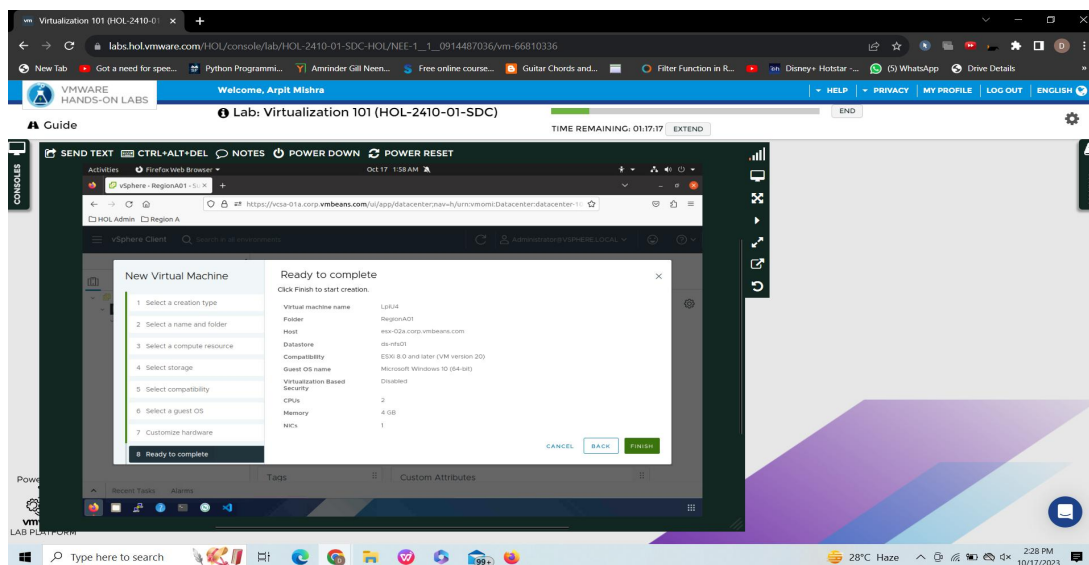 Virtualization 101 (HOL-2410-01
labs.hol.vmware.com/HOL/console/lab/HOL-2410-01-SDC-HOL/NEE-1__1_0914487036/vm-66810336
New Tab Got a need for spee... Python Programmi... Amrinder Gill Neen... Free online course... Guitar Chords and... Filter Function in R... Disney+ Hotstar -... (5) WhatsApp Drive Details »
VMWARE
HANDS-ON LABS
Welcome, Arpit Mishra
HELP PRIVACY MY PROFILE LOG OUT ENGLISH
Guide
Lab: Virtualization 101 (HOL-2410-01-SDC)
END
TIME REMAINING: 01:17:17 EXTEND
CONSOLES
SEND TEXT CTRL+ALT+DEL NOTES POWER DOWN POWER RESET
Activities Firefox Web Browser Oct 17 1:58 AM
vSphere - RegionA01 - Su
https://vcsa-01a.corp.vmbeans.com/ui/app/datacenter;nav=h/urn:vmomi:Datacenter:datacenter-
HOL Admin Region A
vSphere Client Search in all environments Administrator@VSPHERE.LOCAL
New Virtual Machine
1 Select a creation type
2 Select a name and folder
3 Select a compute resource
4 Select storage
5 Select compatibility
6 Select a guest OS
7 Customize hardware
8 Ready to complete
Ready to complete
Click Finish to start creation.
Virtual machine name
Folder RegionA01
Host esx-02a.corp.vmbeans.com
Datastore ds-nfs01
Compatibility ESXi 8.0 and later (VM version 20)
Guest OS name Microsoft Windows 10 (64-bit)
Virtualization Based Security Disabled
CPUs 2
Memory 4 GB
NICs 1
CANCEL BACK FINISH
Tags Custom Attributes
Recent Tasks Alarms
Powe
vm
LAB PLATFORM
Type here to search
99+
28°C Haze
2:28 PM
10/17/2023